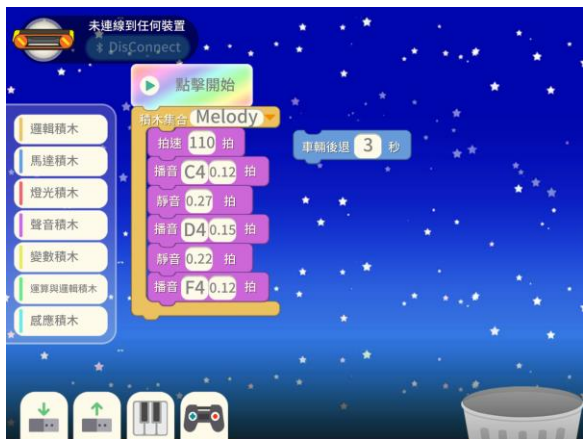 未連線到任何裝置
DisConnect
點擊開始
積木集合 Melody
拍速 110 拍
播音 C4 0.12 拍
靜音 0.27 拍
播音 D4 0.15 拍
靜音 0.22 拍
播音 F4 0.12 拍
車輛後退 3 秒
邏輯積木
馬達積木
燈光積木
聲音積木
變數積木
運算與邏輯積木
感應積木